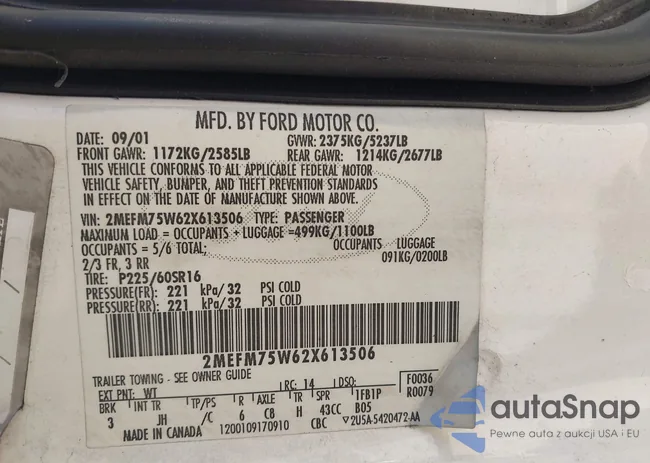 MFD. BY FORD MOTOR CO.
DATE: 09/01
GVWR: 2375KG/5237LB
FRONT GAWR: 1172KG/2585LB
REAR GAWR: 1214KG/2677LB
THIS VEHICLE CONFORMS TO ALL APPLICABLE FEDERAL MOTOR
VEHICLE SAFETY, BUMPER, AND THEFT PREVENTION STANDARDS
IN EFFECT ON THE DATE OF MANUFACTURE SHOWN ABOVE.
VIN: 2MEFM75W62X613506 TYPE: PASSENGER
MAXIMUM LOAD = OCCUPANTS + LUGGAGE =499KG/1100LB
OCCUPANTS = 5/6 TOTAL; OCCUPANTS LUGGAGE
2/3 FR, 3 RR 091KG/0200LB
TIRE: P225/60SR16
PRESSURE(FR): 221 kPa/32 PSI COLD
PRESSURE(RR): 221 kPa/32 PSI COLD
2MEFM75W62X613506
TRAILER TOWING - SEE OWNER GUIDE
EXT PNT: WT RC: 14 DSO: F0036
1FB1P R0079
BRK INT TR TP/PS R AXLE TR SPR B05
3 JH /C 6 C8 H 43CC
MADE IN CANADA 1200109170910 CBC ▽2U5A-5420472-AA
autoSnap
Pewne auta z aukcji USA i EU